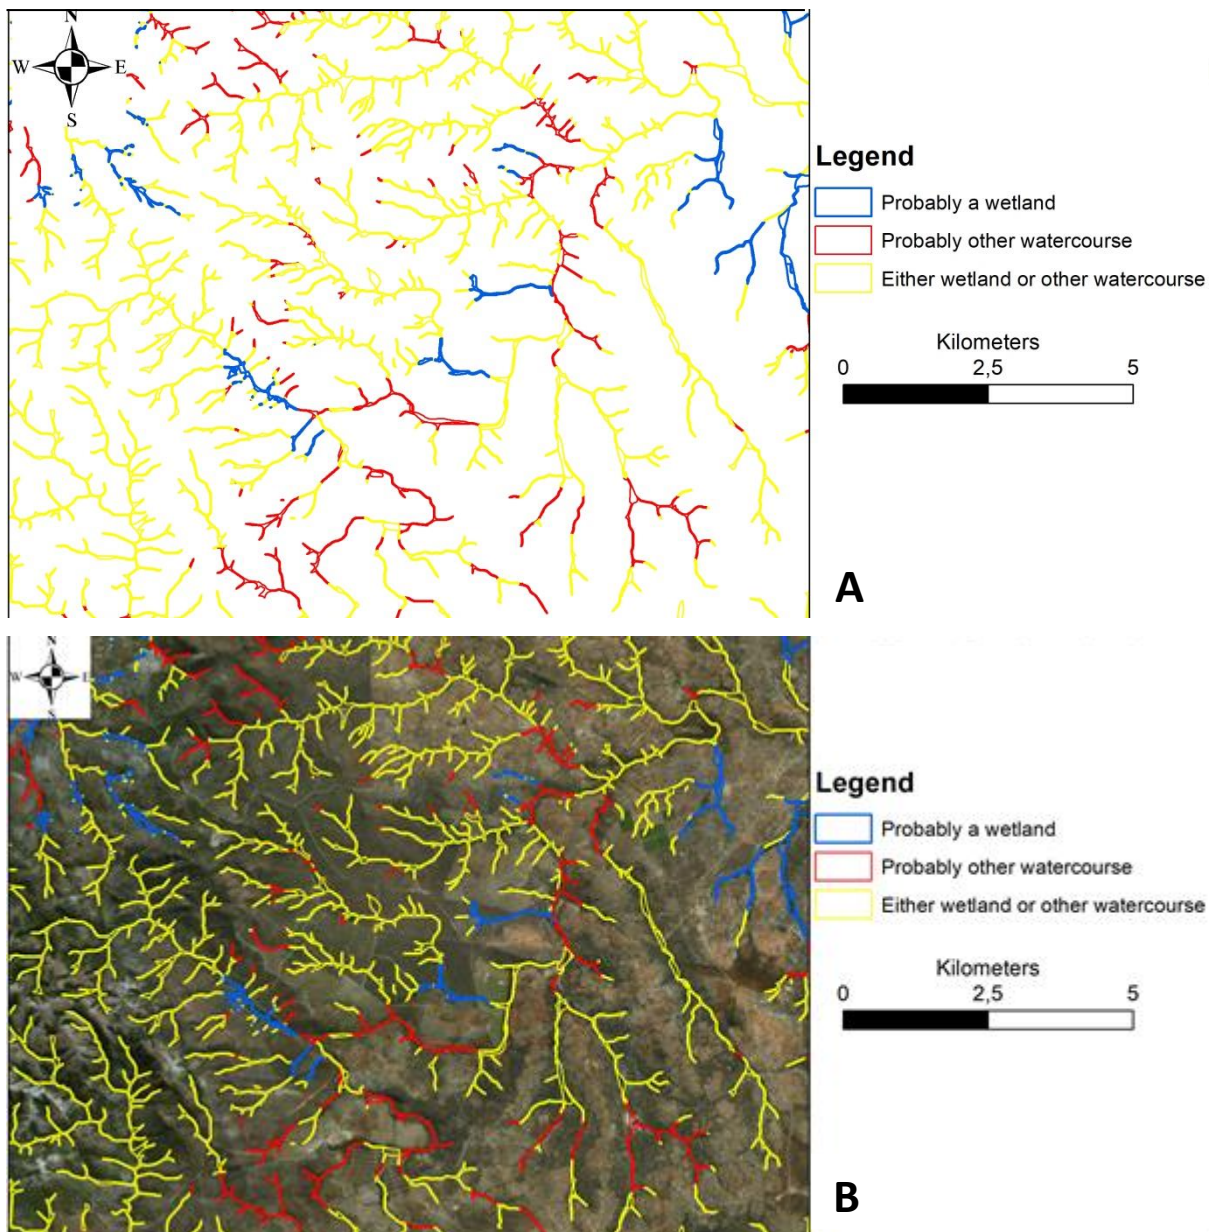 N
W E
S
Legend
Probably a wetland
Probably other watercourse
Either wetland or other watercourse
Kilometers
0 2,5 5
A
N
W
Legend
Probably a wetland
Probably other watercourse
Either wetland or other watercourse
Kilometers
0 2,5 5
B